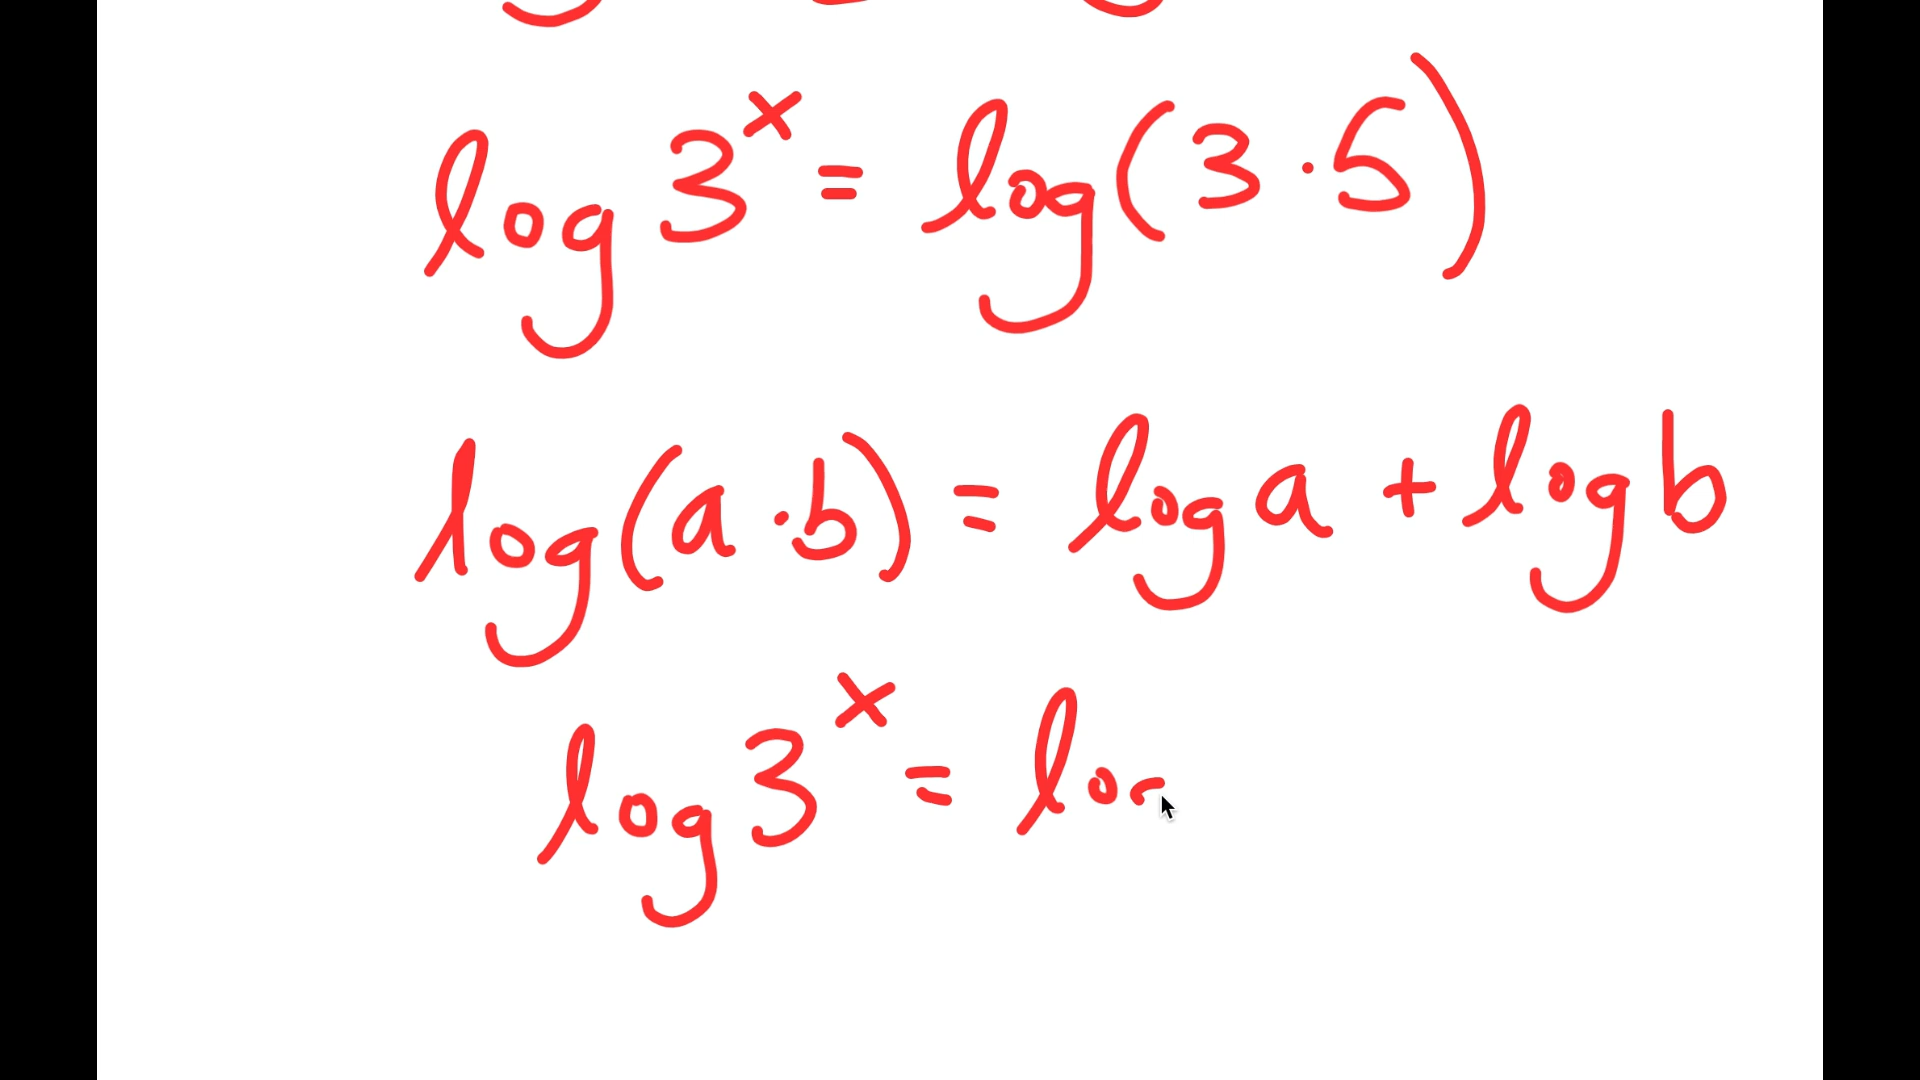 log 3^x = log(3·5)
log(a·b) = log a + log b
log 3^x = lo